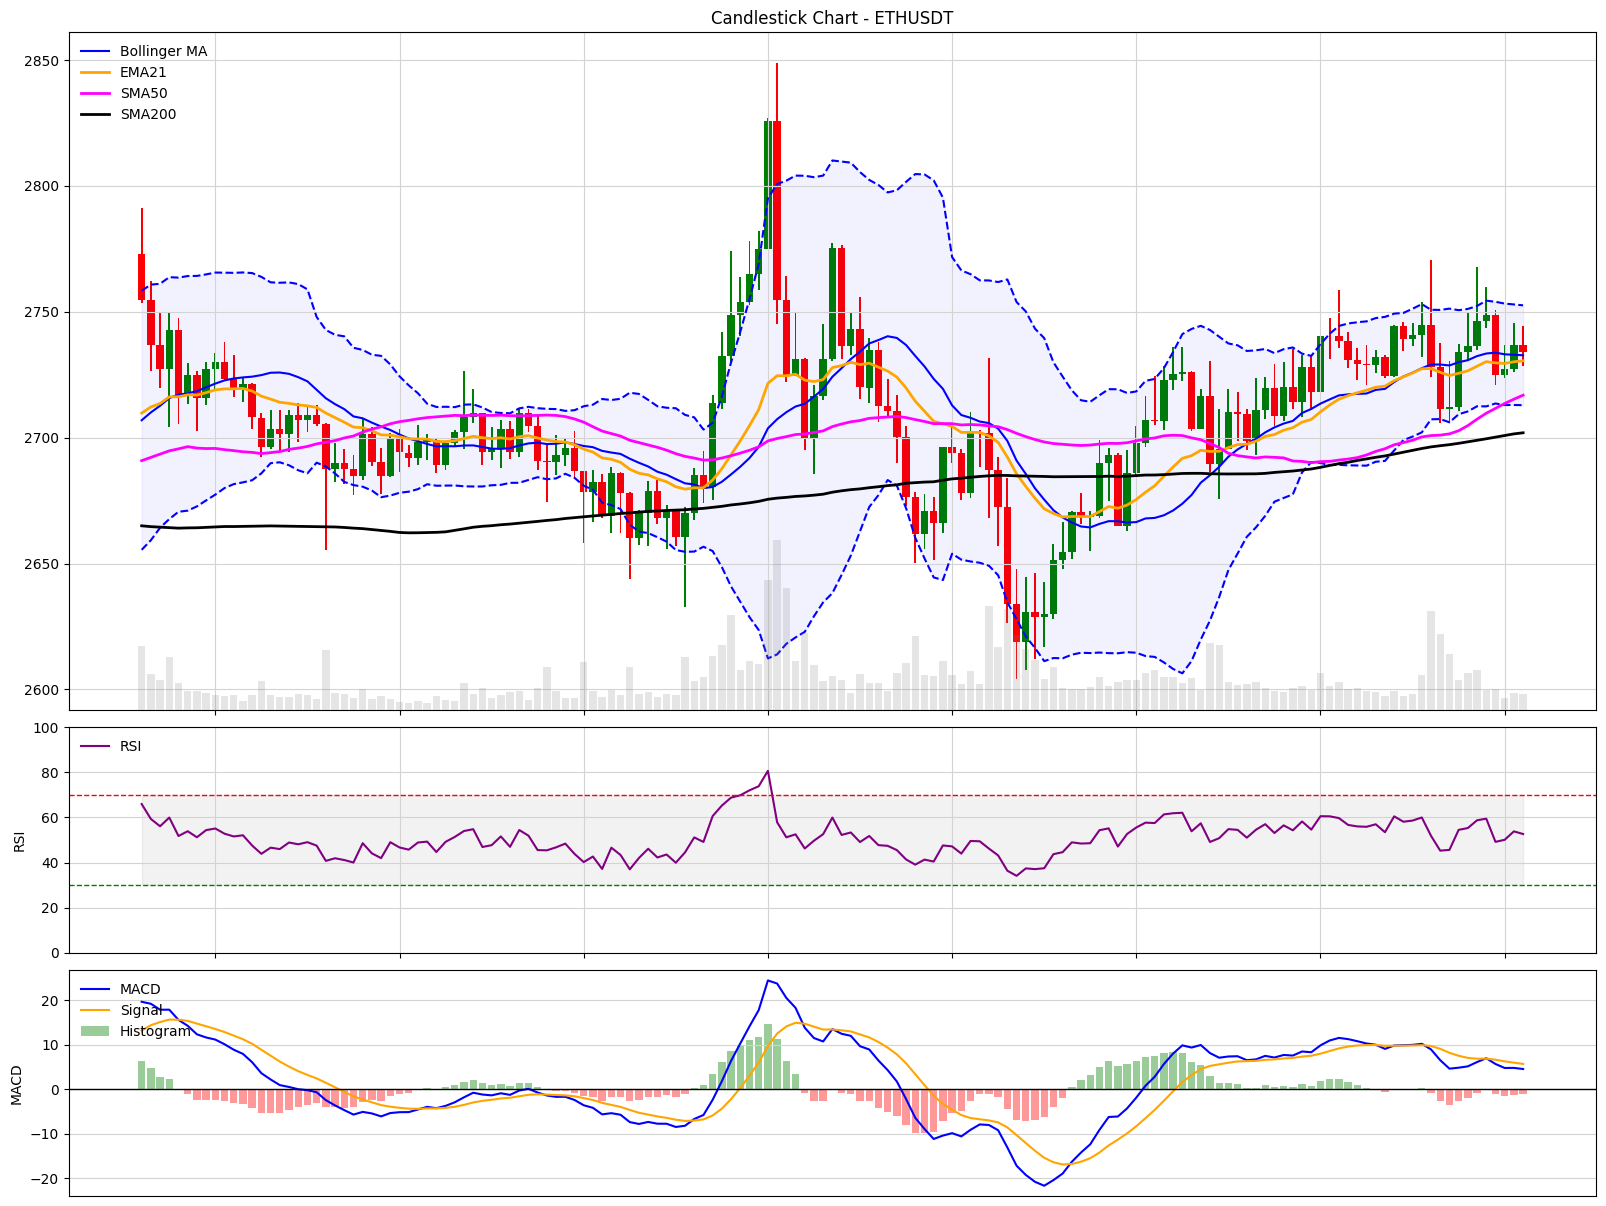 Candlestick Chart - ETHUSDT
Bollinger MA
EMA21
SMA50
SMA200
2850
2800
2750
2700
2650
2600
RSI
100
80
60
40
20
0
RSI
MACD
Signal
Histogram
20
10
0
−10
−20
MACD